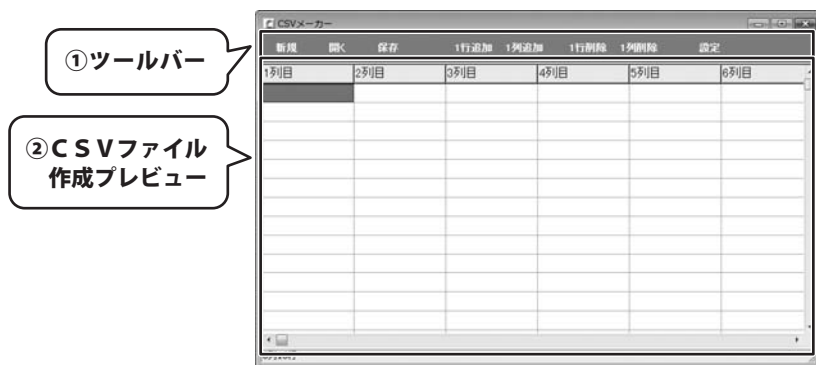 CSVメーカー
新規 開く 保存 1行追加 1列追加 1行削除 1列削除 設定
①ツールバー
1列目 2列目 3列目 4列目 5列目 6列目
②CSVファイル
作成プレビュー